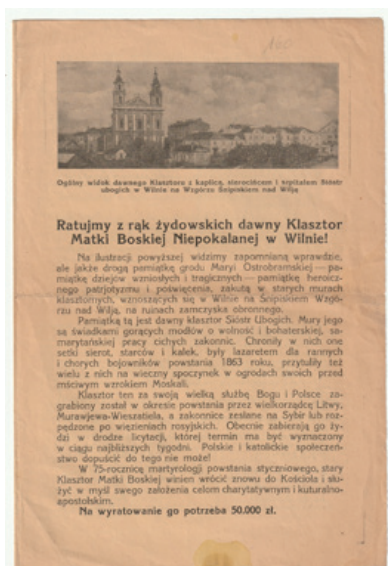 Ogólny widok dawnego Klasztoru z kaplicą, sierocińcem i szpitalem Sióstr
ubogich w Wilnie na Wzgórzu Śnipiskiem nad Wilją
Ratujmy z rąk żydowskich dawny Klasztor
Matki Boskiej Niepokalanej w Wilnie!
Na ilustracji powyższej widzimy zapomnianą wprawdzie,
ale jakże drogą pamiątkę grodu Maryi Ostrobramskiej — pa-
miątkę dziejów wzniosłych i tragicznych — pamiątkę heroicz-
nego patrjotyzmu i poświęcenia, zakutą w starych murach
klasztornych, wznoszących się w Wilnie na Śnipiskiem Wzgó-
rzu nad Wilją, na ruinach zamczyska obronnego.
Pamiątką tą jest dawny klasztor Sióstr Ubogich. Mury jego
są świadkami gorących modłów o wolność i bohaterskiej, sa-
marytańskiej pracy cichych zakonnic. Chroniły w nich one
setki sierot, starców i kalek, były lazaretem dla rannych
i chorych bojowników powstania 1863 roku, przytuliły też
wielu z nich na wieczny spoczynek w ogrodach swoich przed
mściwym wzrokiem Moskali.
Klasztor ten za swoją wielką służbę Bogu i Polsce za-
grabiony został w okresie powstania przez wielkorządcę Litwy,
Murawjewa-Wieszatiela, a zakonnice zesłane na Sybir lub roz-
pędzone po więzieniach rosyjskich. Obecnie zabierają go ży-
dzi w drodze licytacji, której termin ma być wyznaczony
w ciągu najbliższych tygodni. Polskie i katolickie społeczeń-
stwo dopuścić do tego nie może!
W 75-rocznicę martyrologji powstania styczniowego, stary
Klasztor Matki Boskiej winien wrócić znowu do Kościoła i słu-
żyć w myśl swego założenia celom charytatywnym i kuturalno-
apostolskim.
Na wyratowanie go potrzeba 50.000 zł.